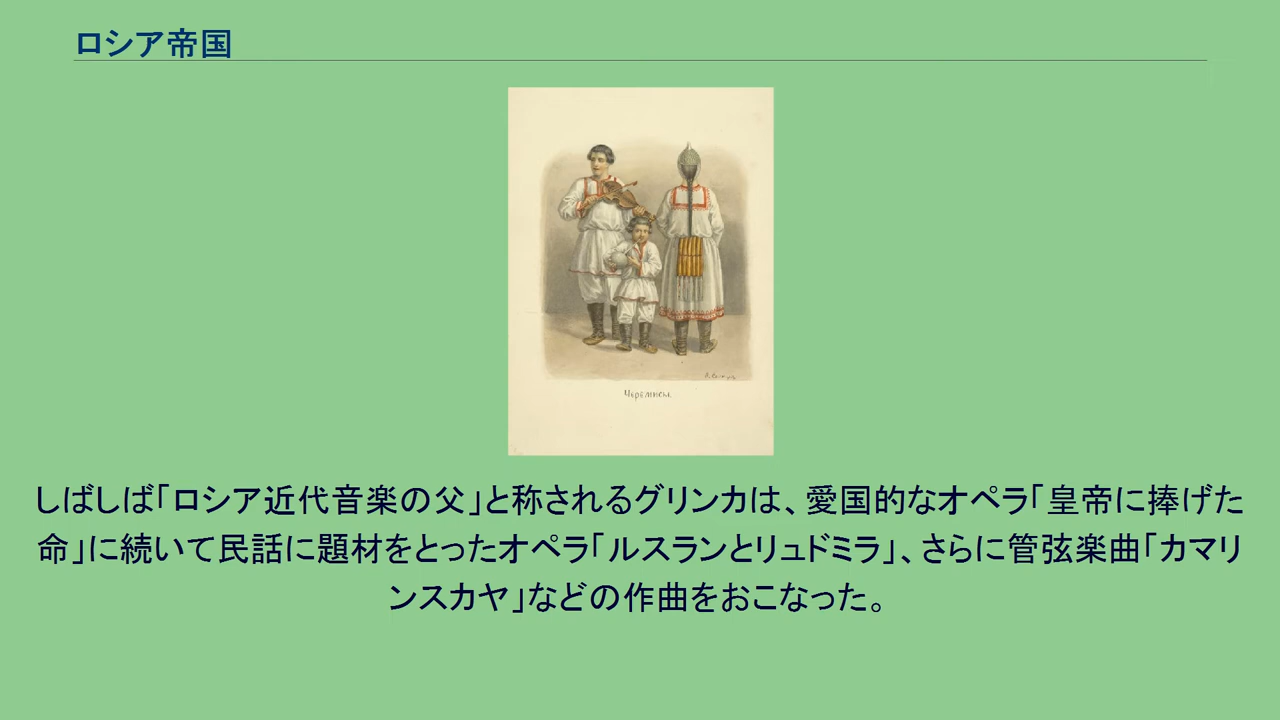 ロシア帝国
Черемисы.
しばしば「ロシア近代音楽の父」と称されるグリンカは、愛国的なオペラ「皇帝に捧げた
命」に続いて民話に題材をとったオペラ「ルスランとリュドミラ」、さらに管弦楽曲「カマリ
ンスカヤ」などの作曲をおこなった。